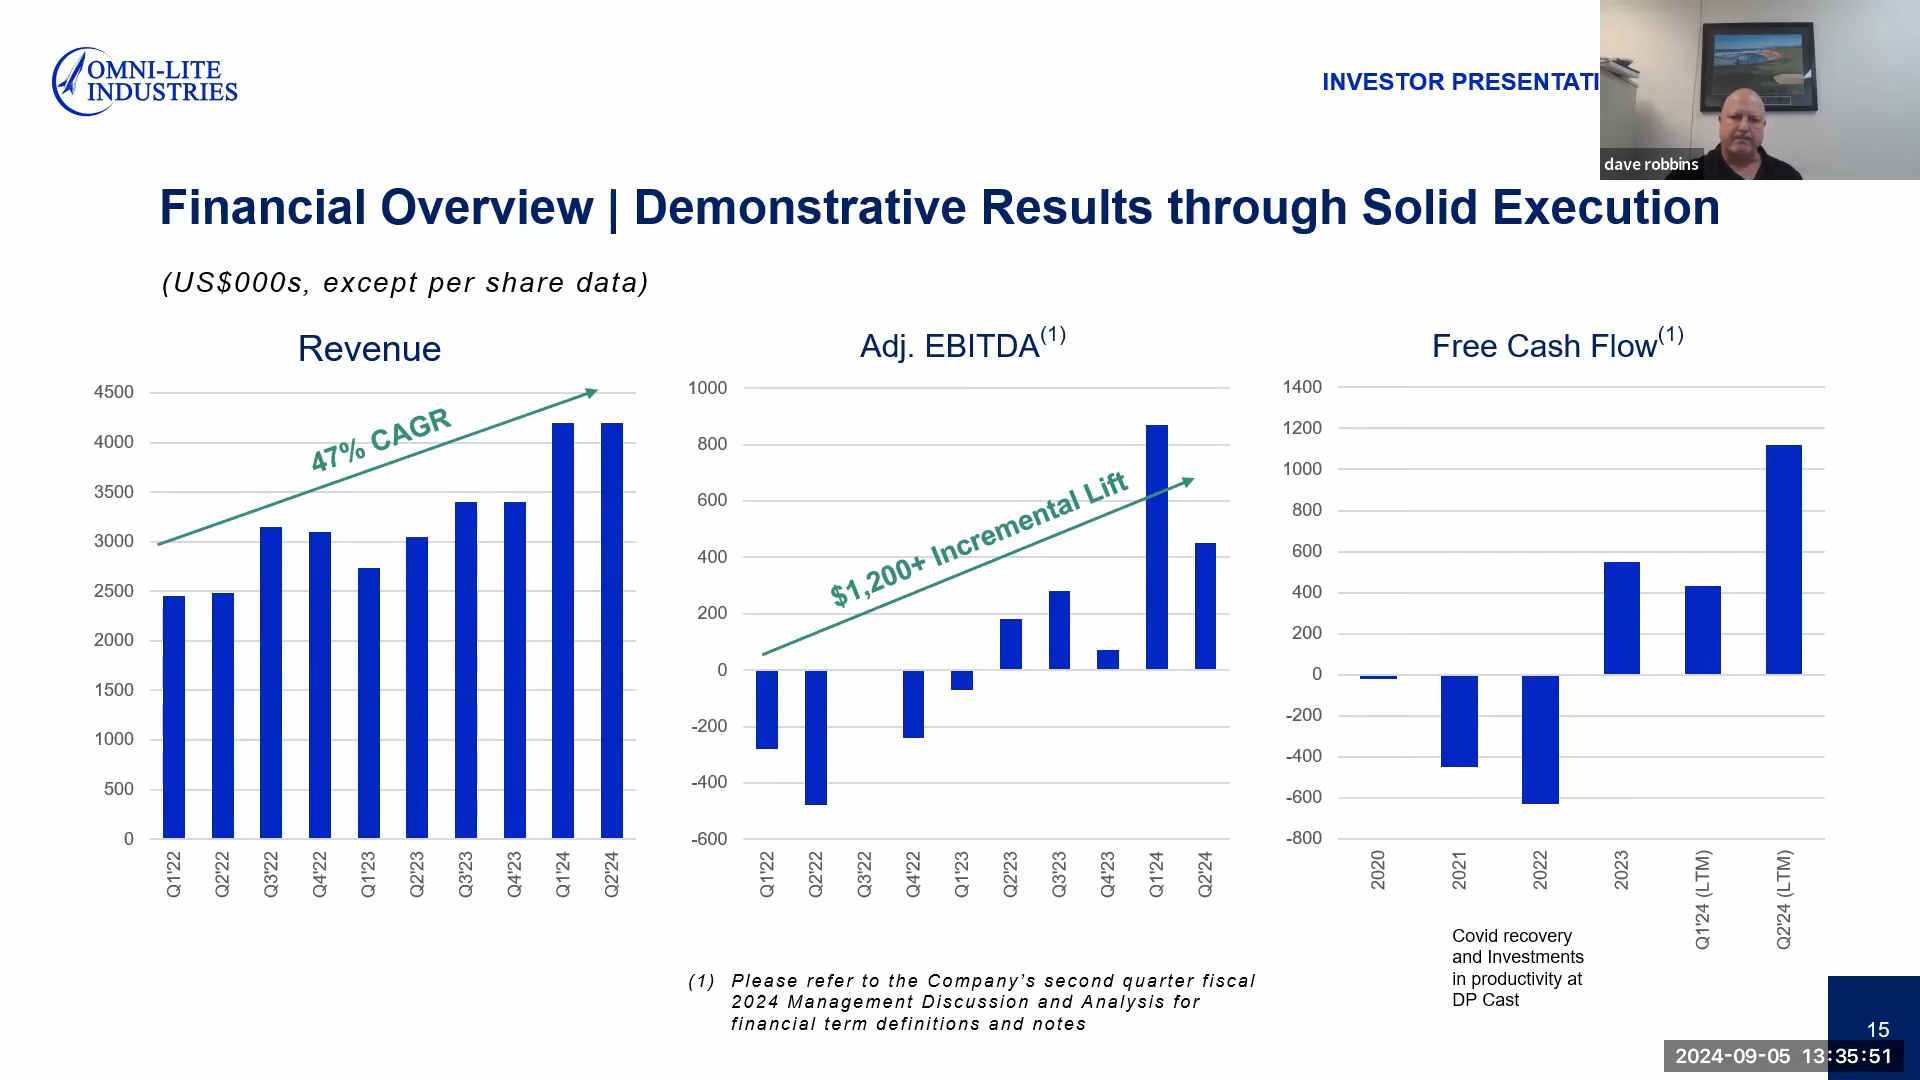 OMNI-LITE
INDUSTRIES
INVESTOR PRESENTATI
dave robbins
Financial Overview | Demonstrative Results through Solid Execution
(US$000s, except per share data)
Revenue
4500
4000
3500
3000
2500
2000
1500
1000
500
0
47% CAGR
Q1'22
Q2'22
Q3'22
Q4'22
Q1'23
Q2'23
Q3'23
Q4'23
Q1'24
Q2'24
Adj. EBITDA(1)
1000
800
600
400
200
0
-200
-400
-600
$1,200+ Incremental Lift
Q1'22
Q2'22
Q3'22
Q4'22
Q1'23
Q2'23
Q3'23
Q4'23
Q1'24
Q2'24
Free Cash Flow(1)
1400
1200
1000
800
600
400
200
0
-200
-400
-600
-800
2020
2021
2022
2023
Q1'24 (LTM)
Q2'24 (LTM)
Covid recovery
and Investments
in productivity at
DP Cast
(1) Please refer to the Company's second quarter fiscal
2024 Management Discussion and Analysis for
financial term definitions and notes
15
2024-09-05 13:35:51